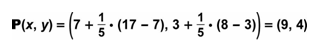 P(x, y) = (7 + 1/5 · (17 − 7), 3 + 1/5 · (8 − 3)) = (9, 4)